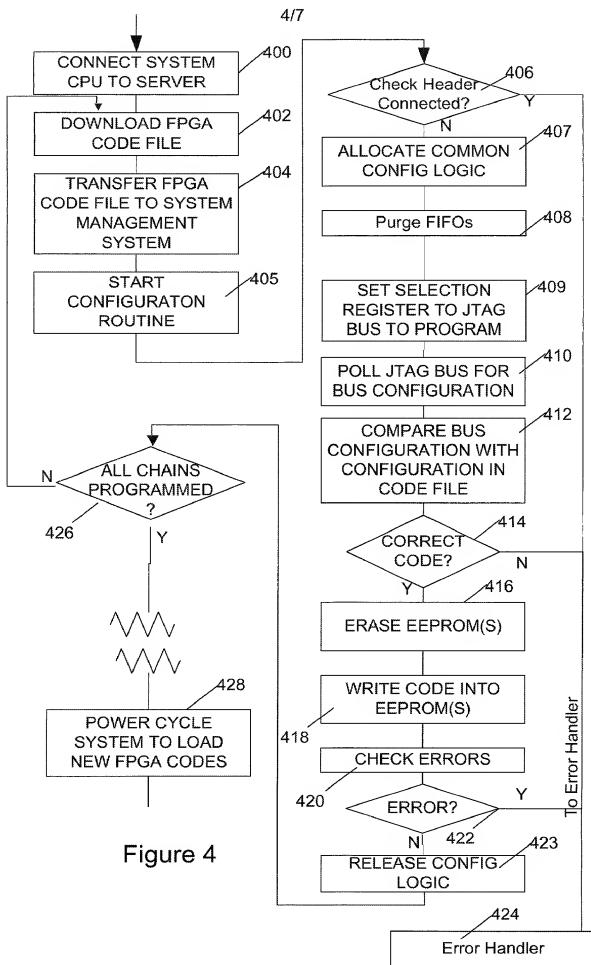 4/7
CONNECT SYSTEM
CPU TO SERVER
400
DOWNLOAD FPGA
CODE FILE
402
TRANSFER FPGA
CODE FILE TO SYSTEM
MANAGEMENT
SYSTEM
404
START
CONFIGURATON
ROUTINE
405
Check Header
Connected?
406
Y
N
ALLOCATE COMMON
CONFIG LOGIC
407
Purge FIFOs
408
SET SELECTION
REGISTER TO JTAG
BUS TO PROGRAM
409
POLL JTAG BUS FOR
BUS CONFIGURATION
410
COMPARE BUS
CONFIGURATION WITH
CONFIGURATION IN
CODE FILE
412
CORRECT
CODE?
414
N
Y
ERASE EEPROM(S)
416
WRITE CODE INTO
EEPROM(S)
418
CHECK ERRORS
420
ERROR?
422
Y
N
RELEASE CONFIG
LOGIC
423
To Error Handler
424
Error Handler
ALL CHAINS
PROGRAMMED
?
N
426
Y
428
POWER CYCLE
SYSTEM TO LOAD
NEW FPGA CODES
Figure 4